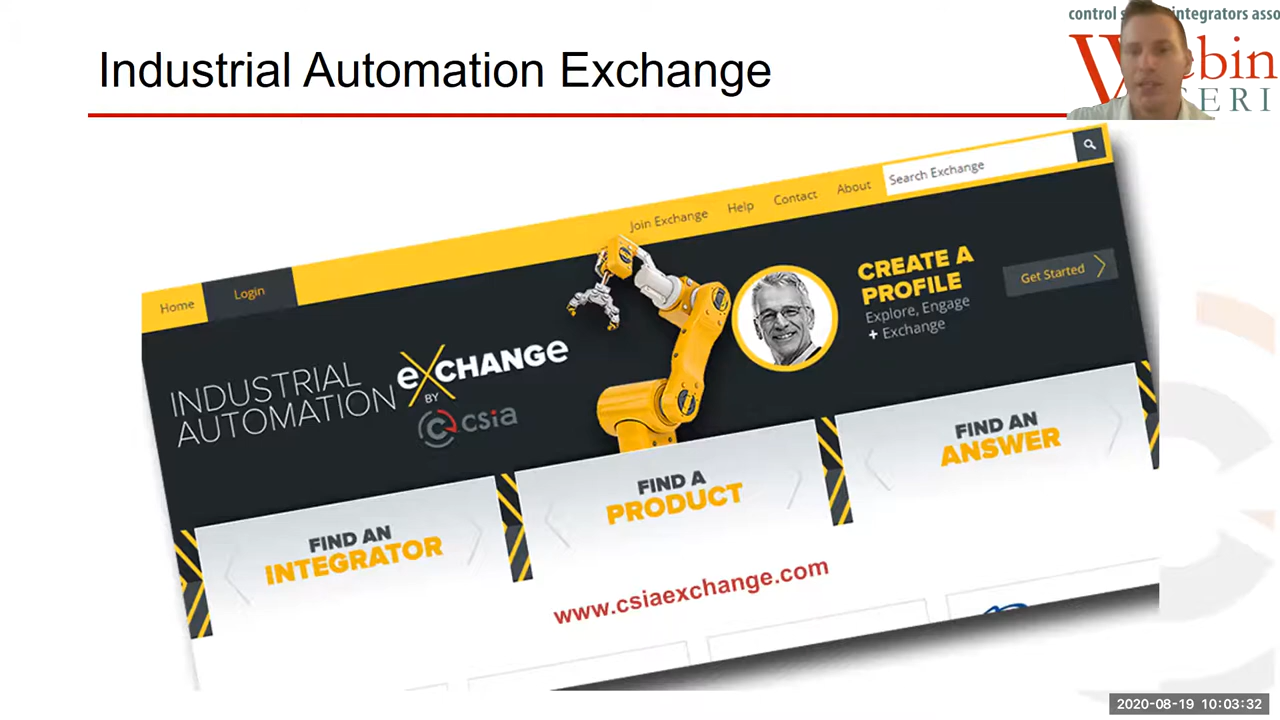 control s integrators asso
Industrial Automation Exchange
W bin
ERI
Search Exchange
Join Exchange Help Contact About
Home Login
CREATE A
PROFILE
Explore, Engage
+ Exchange
Get Started
INDUSTRIAL
AUTOMATION
eXCHANGe
BY
csia
FIND AN
INTEGRATOR
FIND A
PRODUCT
FIND AN
ANSWER
www.csiaexchange.com
2020-08-19 10:03:32